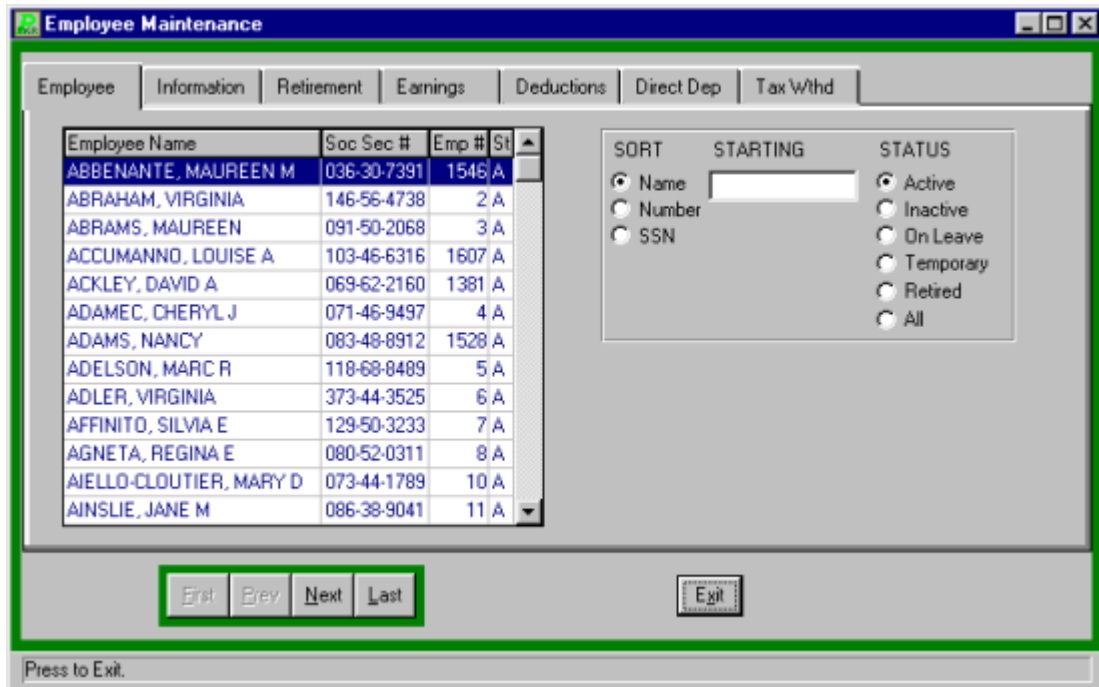 Employee Maintenance
Employee Information Retirement Earnings Deductions Direct Dep Tax Wthd
Employee Name Soc Sec # Emp # St
ABBENANTE, MAUREEN M 036-30-7391 1546 A
ABRAHAM, VIRGINIA 146-56-4738 2 A
ABRAMS, MAUREEN 091-50-2068 3 A
ACCUMANNO, LOUISE A 103-46-6316 1607 A
ACKLEY, DAVID A 069-62-2160 1381 A
ADAMEC, CHERYL J 071-46-9497 4 A
ADAMS, NANCY 083-48-8912 1528 A
ADELSON, MARC R 118-68-8489 5 A
ADLER, VIRGINIA 373-44-3525 6 A
AFFINITO, SILVIA E 129-50-3233 7 A
AGNETA, REGINA E 080-52-0311 8 A
AIELLO-CLOUTIER, MARY D 073-44-1789 10 A
AINSLIE, JANE M 086-38-9041 11 A
SORT STARTING STATUS
Name Active
Number Inactive
SSN On Leave
Temporary
Retired
All
First Prev Next Last Exit
Press to Exit.